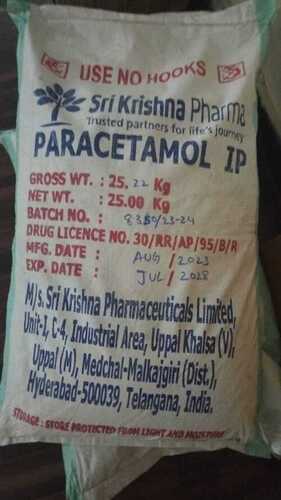 USE NO HOOKS
Sri Krishna Pharma
Trusted partners for life's journey
PARACETAMOL IP
GROSS WT. : 25.22 Kg
NET WT. : 25.00 Kg
BATCH NO. : 8350/23-24
DRUG LICENCE NO. 30/RR/AP/95/B/R
MFG. DATE : AUG / 2023
EXP. DATE : JUL / 2028
M/s. Sri Krishna Pharmaceuticals Limited,
Unit-I, C-4, Industrial Area, Uppal Khalsa (V),
Uppal (M), Medchal-Malkajgiri (Dist.),
Hyderabad-500039, Telangana, India.
STORAGE : STORE PROTECTED FROM LIGHT AND MOISTURE